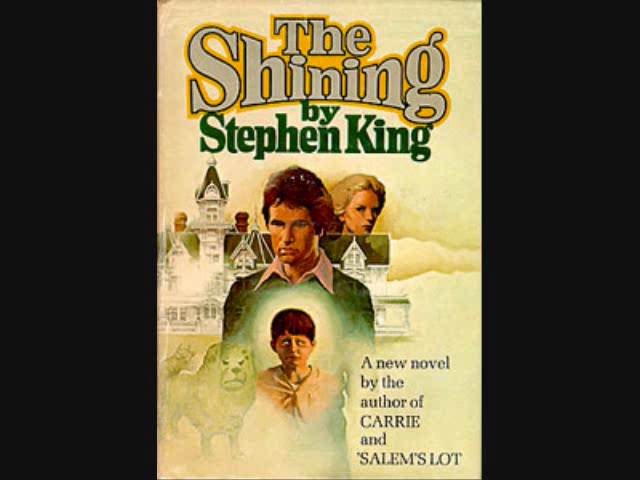 The
Shining
by
Stephen King
A new novel
by the
author of
CARRIE
and
'SALEM'S LOT